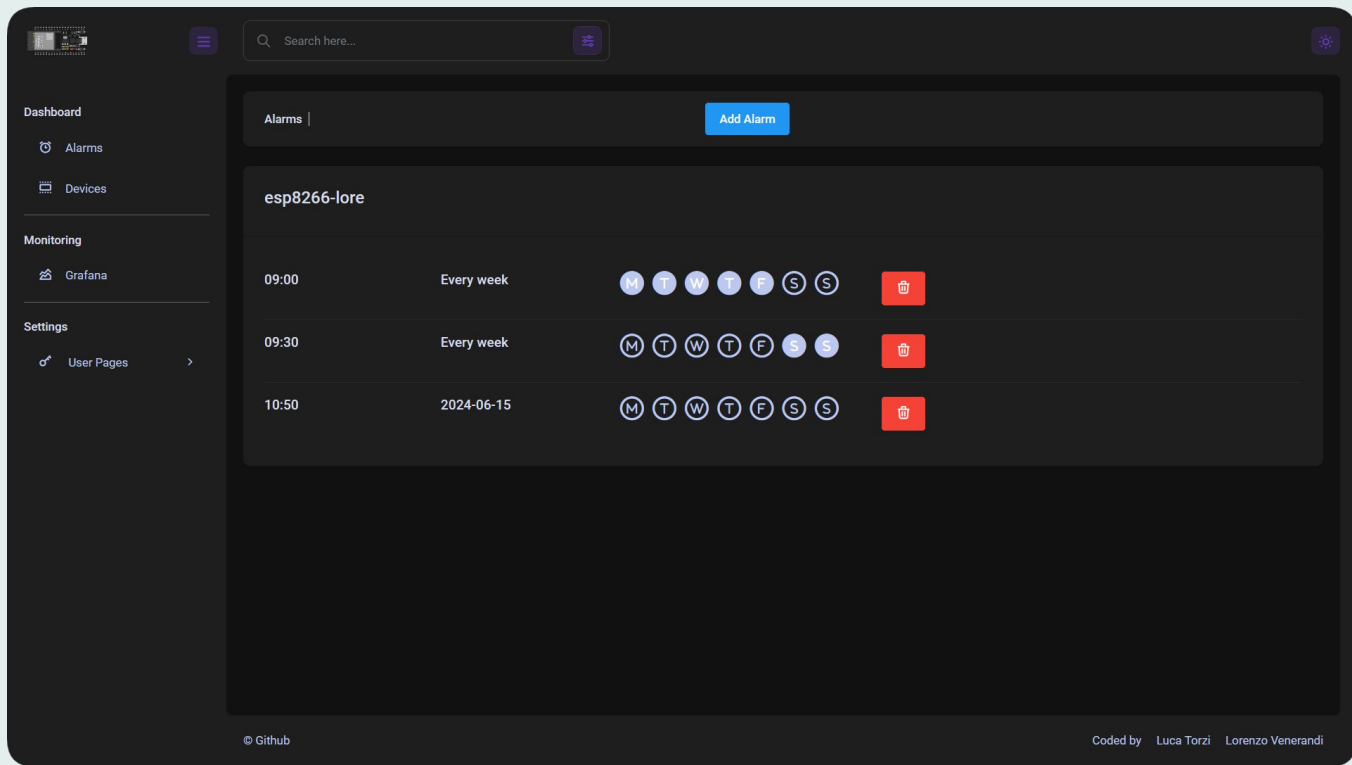 Search here...
Dashboard
Alarms
Devices
Monitoring
Grafana
Settings
User Pages
Alarms |
Add Alarm
esp8266-lore
09:00 Every week M T W T F S S
09:30 Every week M T W T F S S
10:50 2024-06-15 M T W T F S S
© Github
Coded by Luca Torzi Lorenzo Venerandi